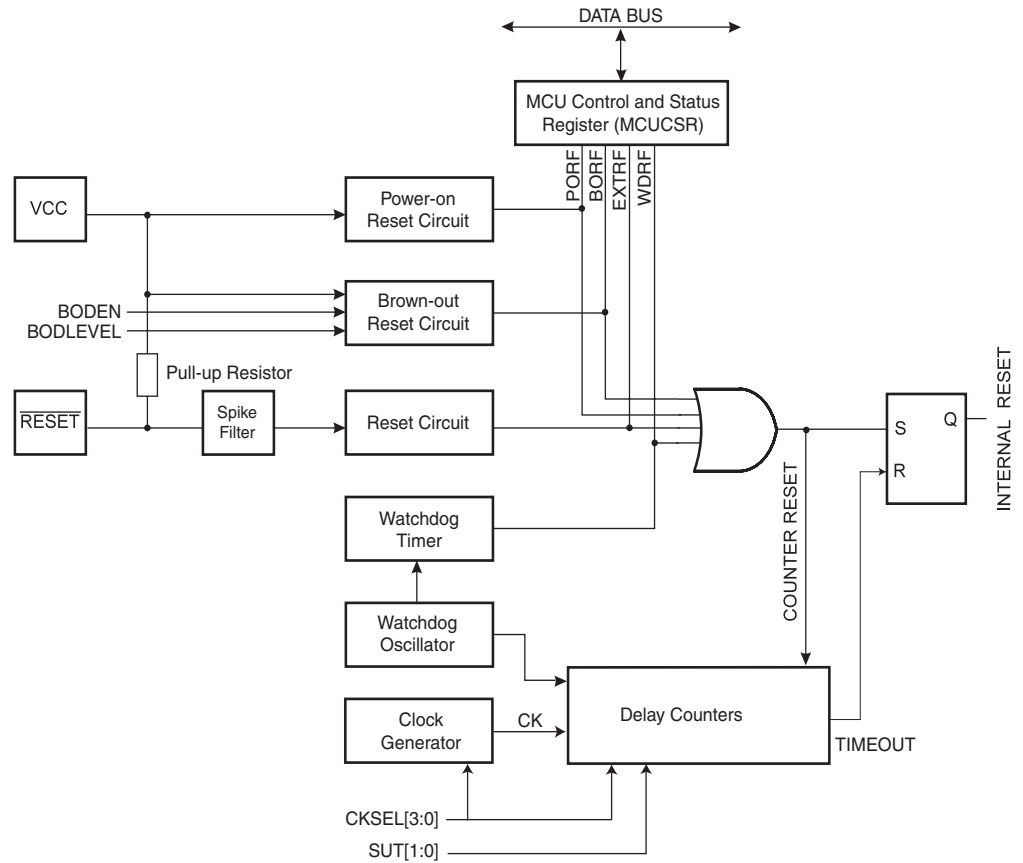 DATA BUS
MCU Control and Status
Register (MCUCSR)
PORF
BORF
EXTRF
WDRF
VCC
Power-on
Reset Circuit
Brown-out
Reset Circuit
BODEN
BODLEVEL
Pull-up Resistor
RESET
Spike
Filter
Reset Circuit
S
Q
R
INTERNAL RESET
COUNTER RESET
Watchdog
Timer
Watchdog
Oscillator
Clock
Generator
CK
Delay Counters
TIMEOUT
CKSEL[3:0]
SUT[1:0]